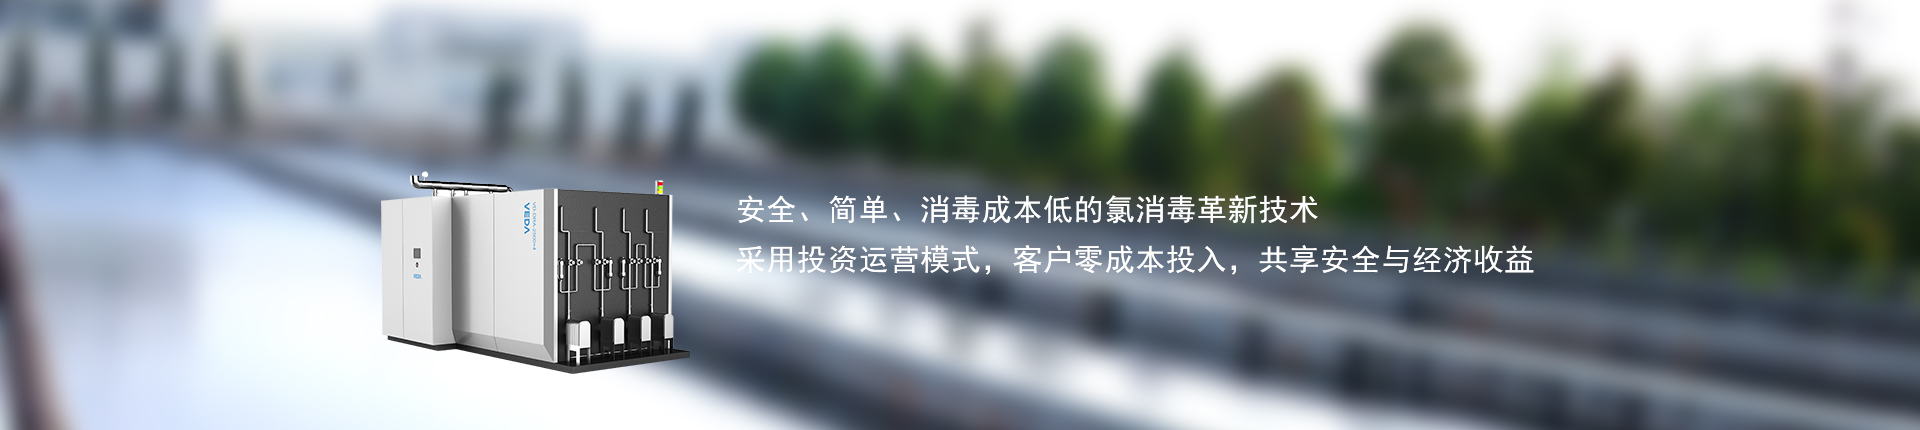 安全、简单、消毒成本低的氯消毒革新技术
采用投资运营模式，客户零成本投入，共享安全与经济收益
VEDA
VEDA